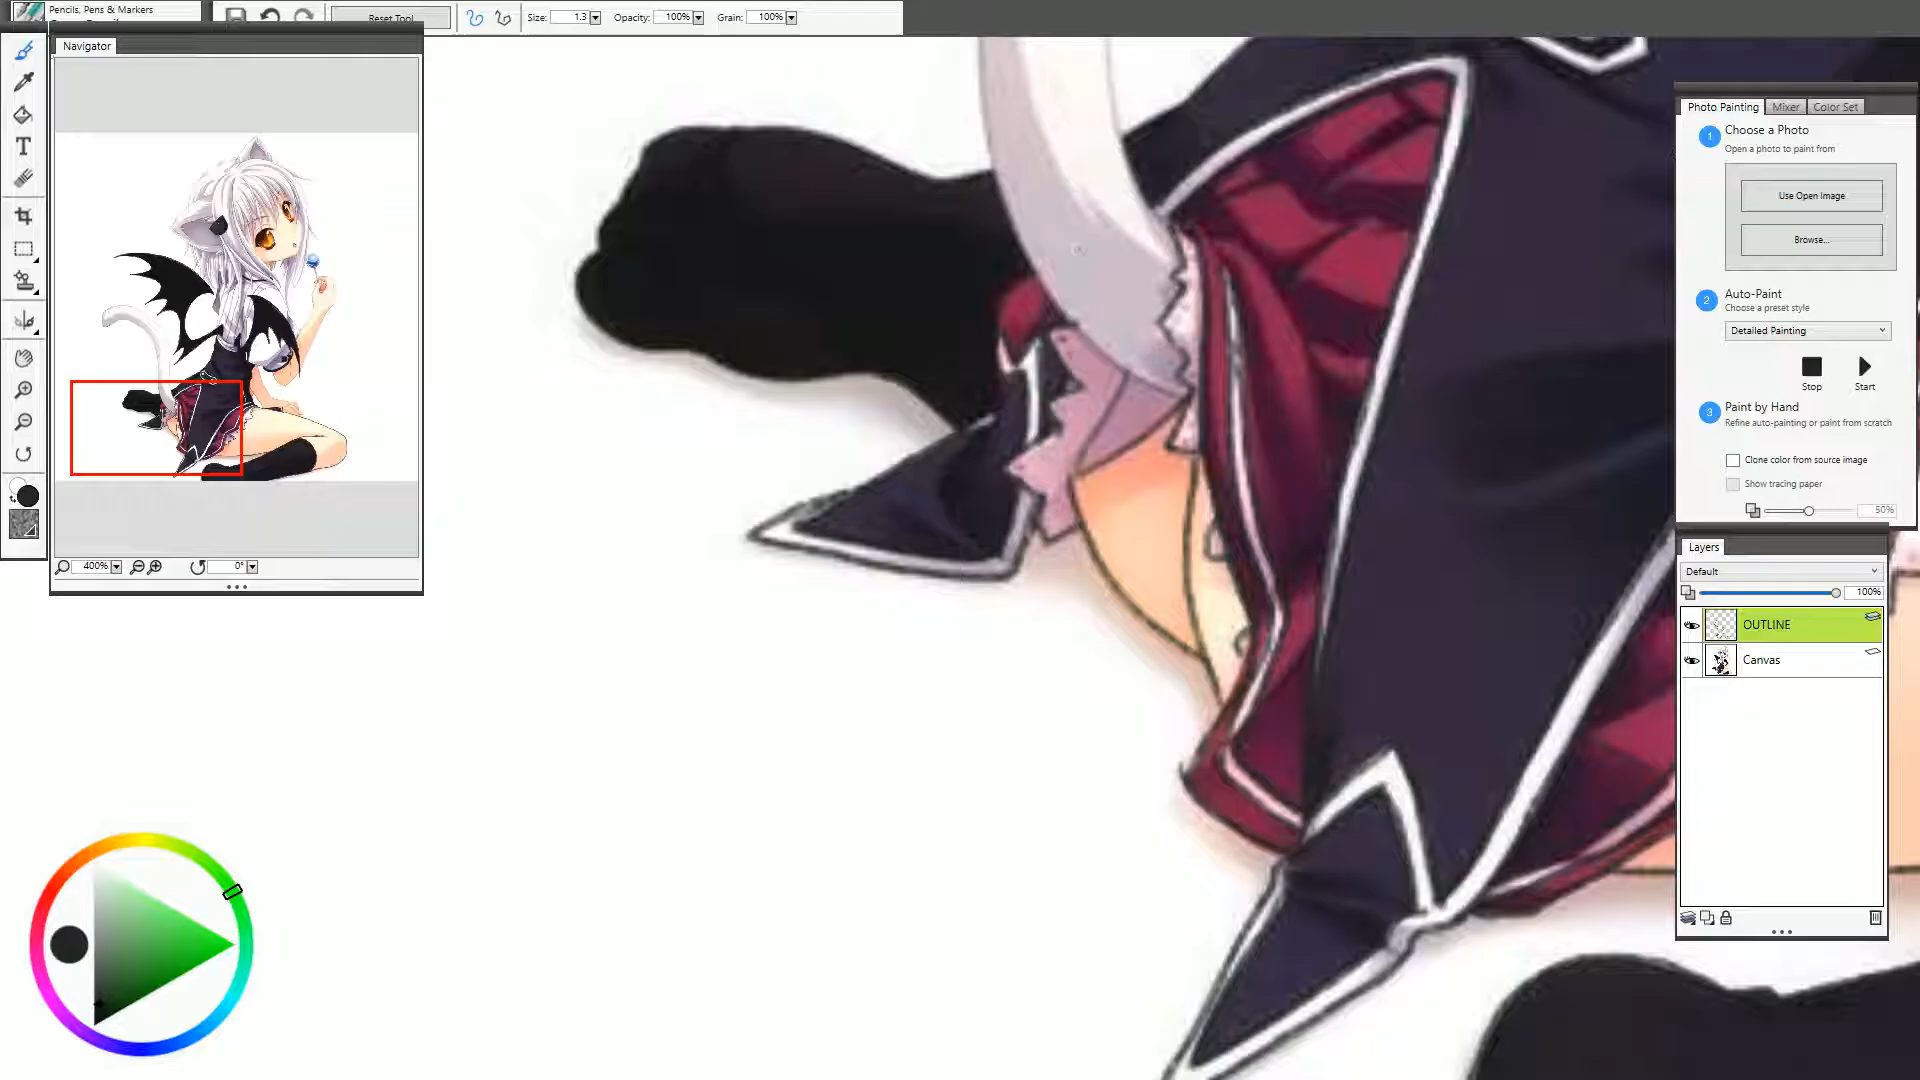 Pencils, Pens & Markers
Reset Tool
Size: 1.3
Opacity: 100%
Grain: 100%
Navigator
400%
0°
Photo Painting
Mixer
Color Set
1
Choose a Photo
Open a photo to paint from
Use Open Image
Browse...
2
Auto-Paint
Choose a preset style
Detailed Painting
Stop
Start
3
Paint by Hand
Refine auto-painting or paint from scratch
Clone color from source image
Show tracing paper
50%
Layers
Default
100%
OUTLINE
Canvas